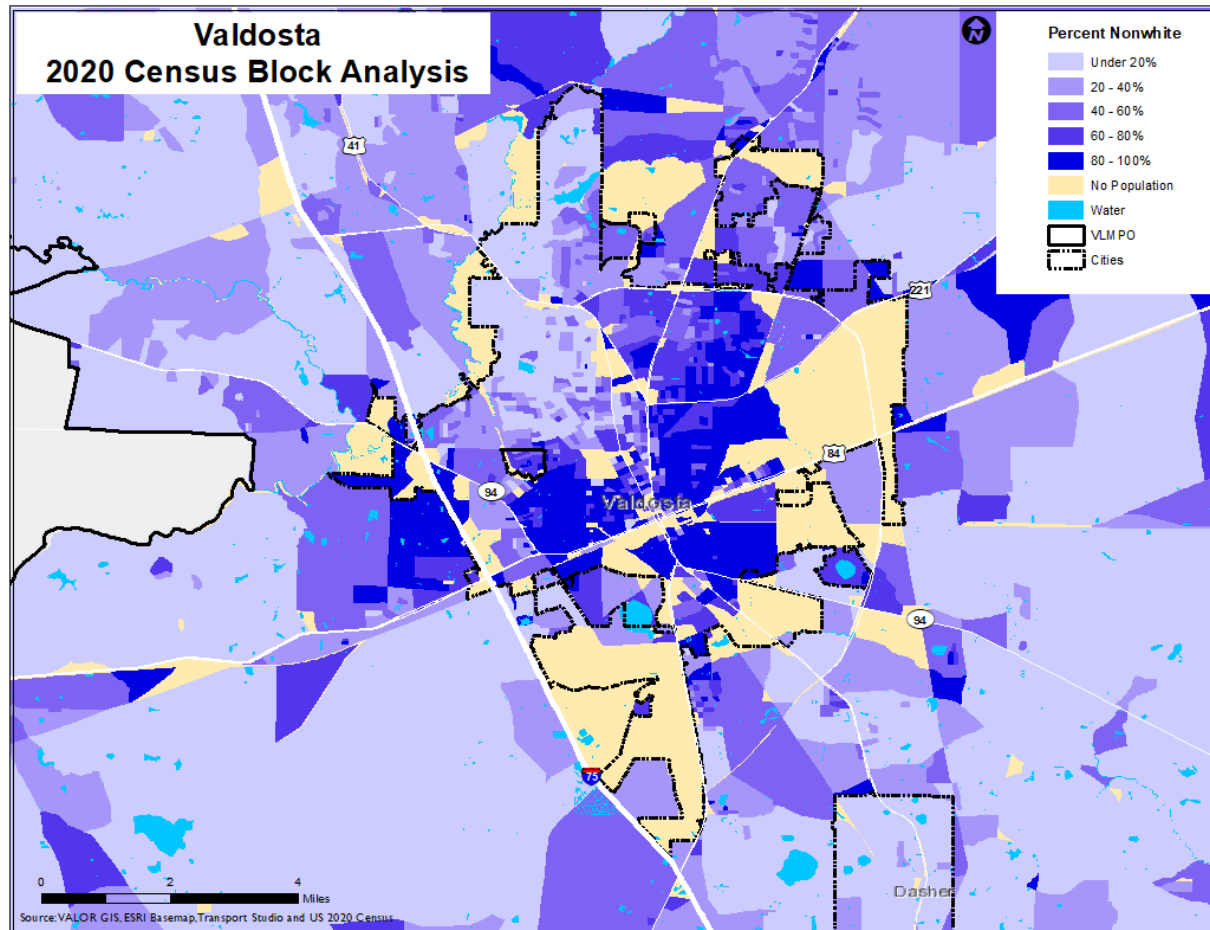 Valdosta
2020 Census Block Analysis
N
Percent Nonwhite
Under 20%
20 - 40%
40 - 60%
60 - 80%
80 - 100%
No Population
Water
VLMPO
Cities
41
221
84
94
Valdosta
94
75
Dasher
0 2 4
Miles
Source:VALOR GIS, ESRI Basemap,Transport Studio and US 2020 Census